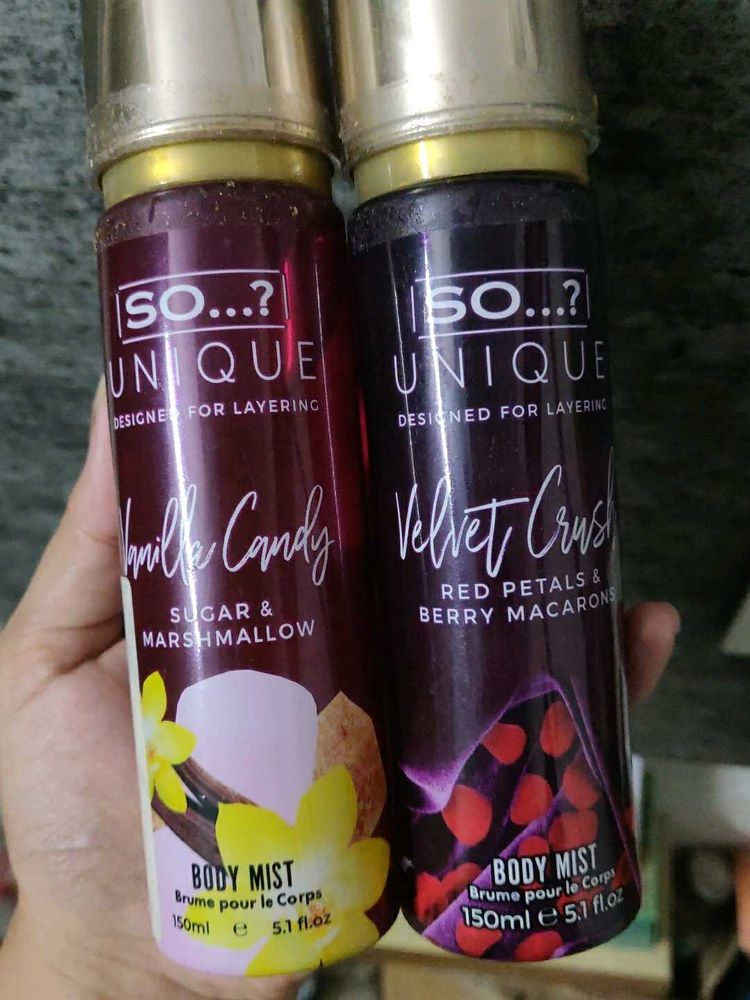 SO...?
UNIQUE
DESIGNED FOR LAYERING
Vanilla Candy
SUGAR &
MARSHMALLOW
BODY MIST
Brume pour le Corps
150ml e 5.1 fl.oz
SO...?
UNIQUE
DESIGNED FOR LAYERING
Velvet Crush
RED PETALS &
BERRY MACARONS
BODY MIST
Brume pour le Corps
150ml e 5.1 fl.oz